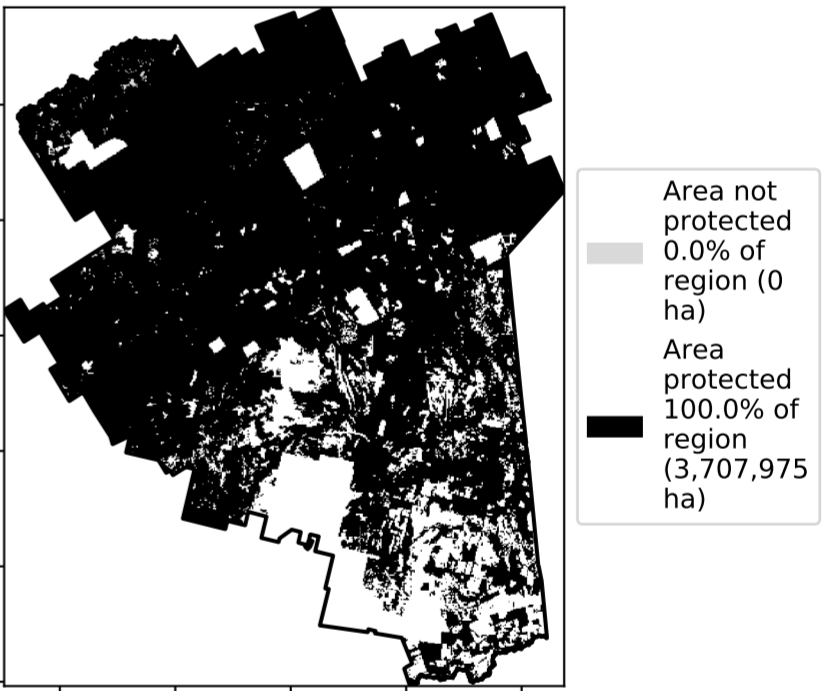 Area not
protected
0.0% of
region (0
ha)
Area
protected
100.0% of
region
(3,707,975
ha)